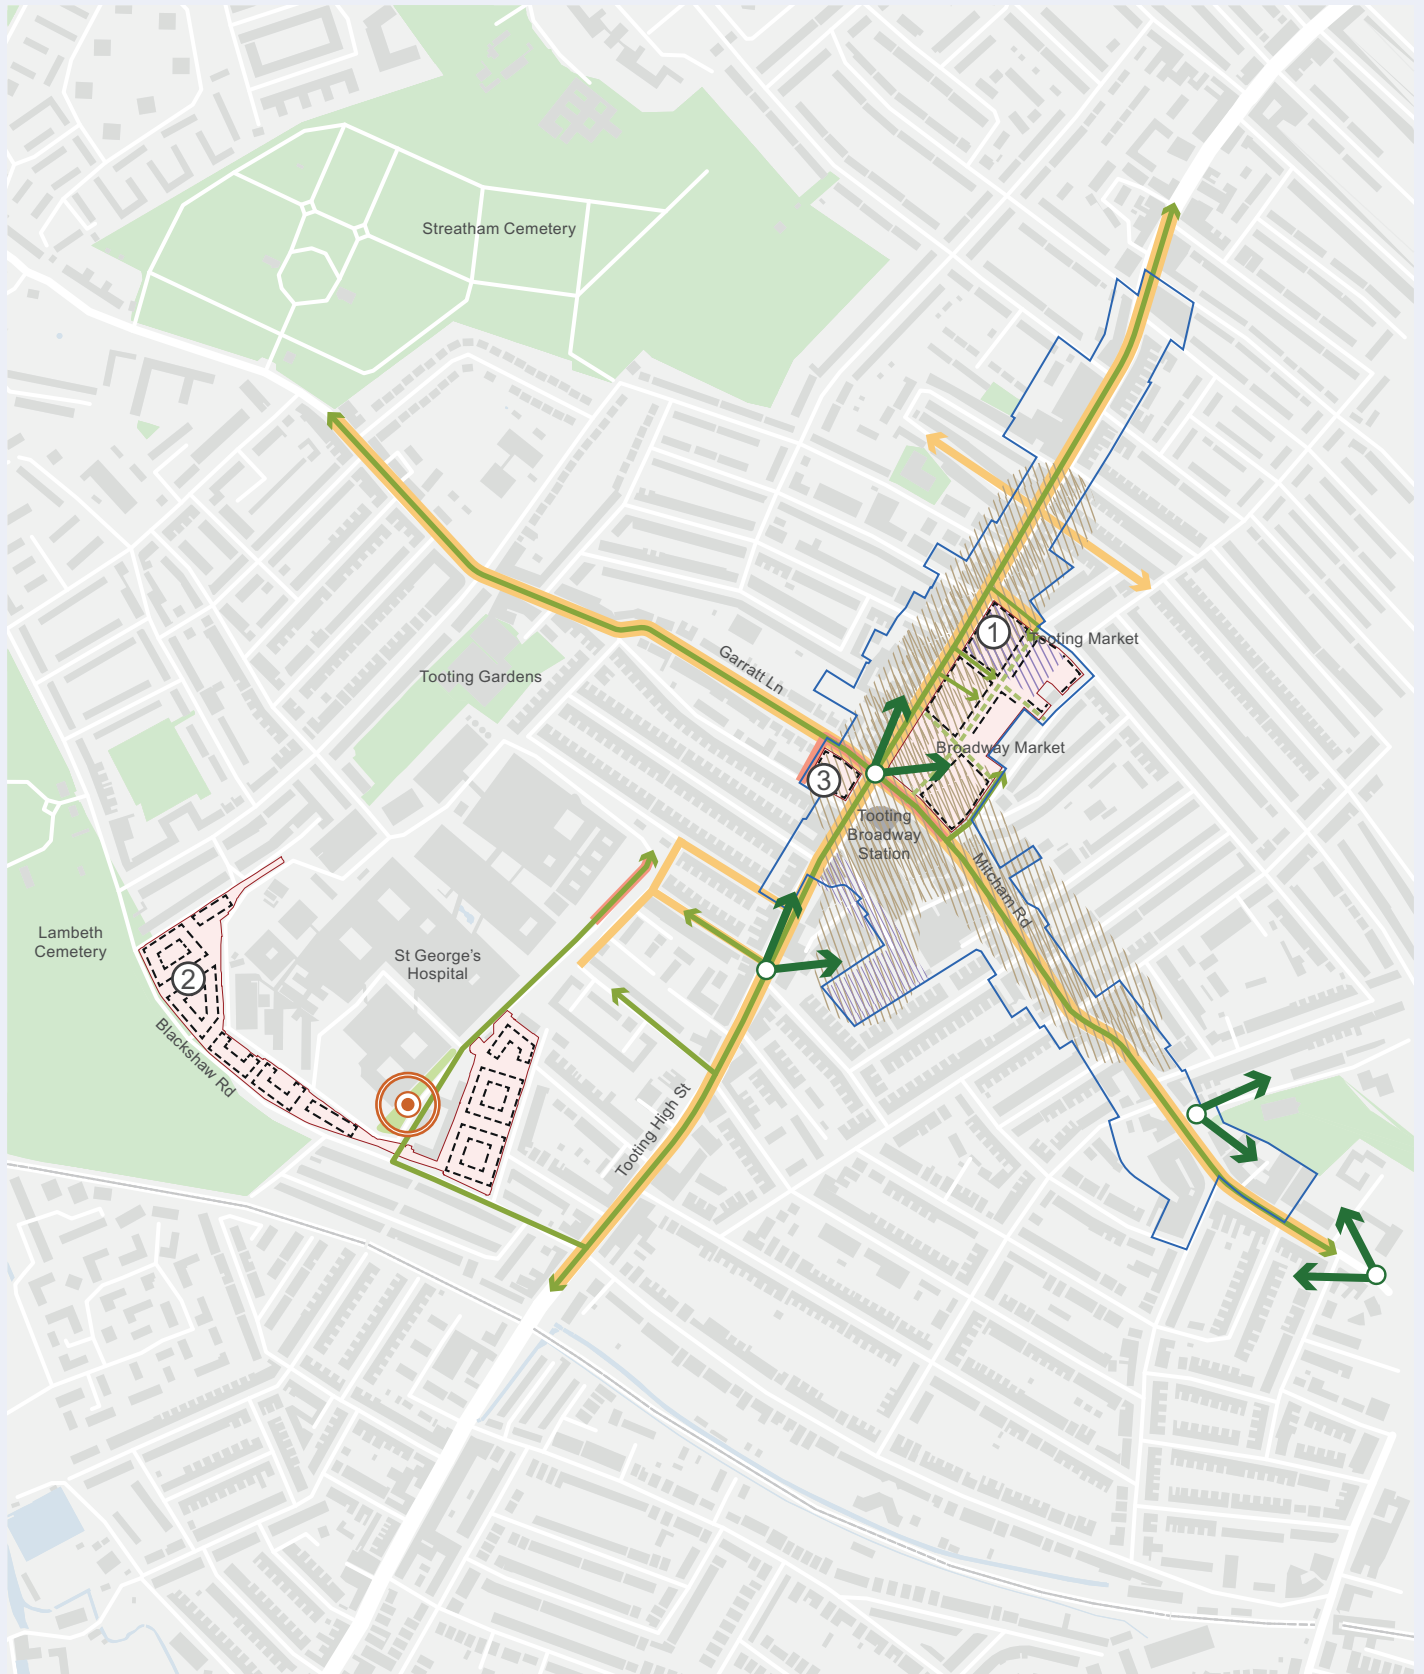 Streatham Cemetery
1
Tooting Market
Garratt Ln
Tooting Gardens
Broadway Market
3
Tooting
Broadway
Station
Mitcham Rd
Lambeth
Cemetery
St George's
Hospital
2
Blackshaw Rd
Tooting High St